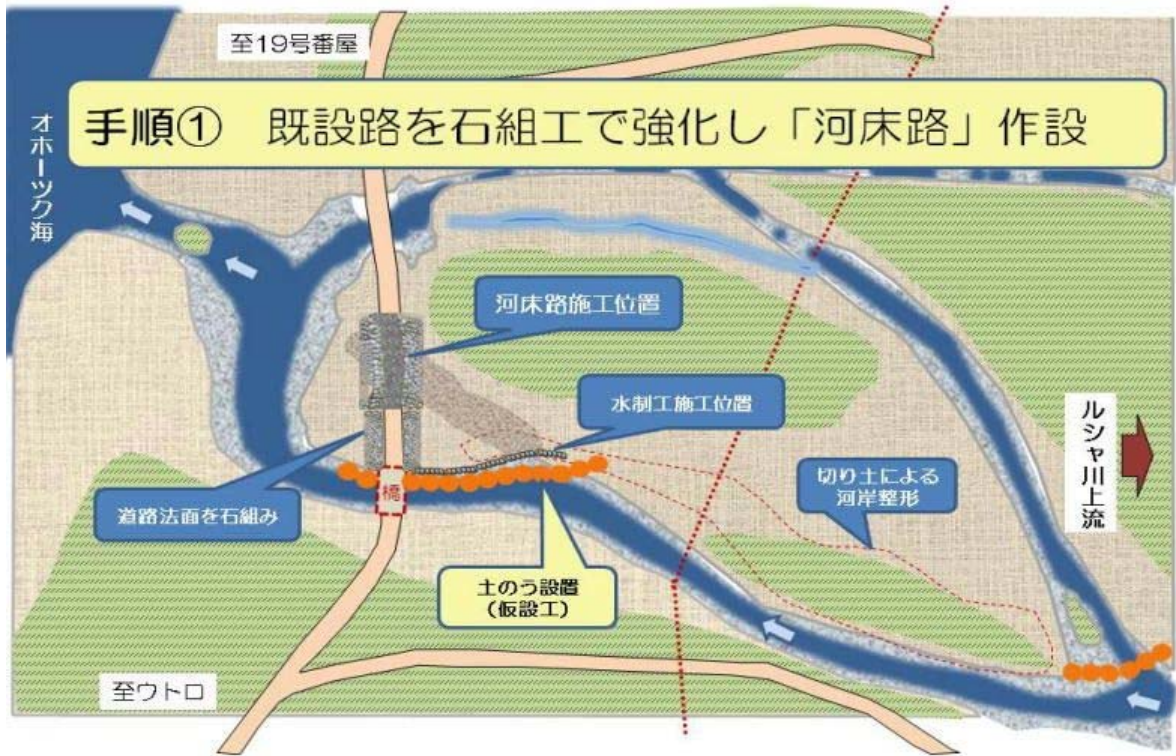 至19号番屋
手順① 既設路を石組工で強化し「河床路」作設
オホーツク海
河床路施工位置
水制工施工位置
ルシャ川上流
切り土による
河岸整形
橋
道路法面を石組み
土のう設置
(仮設工)
至ウトロ